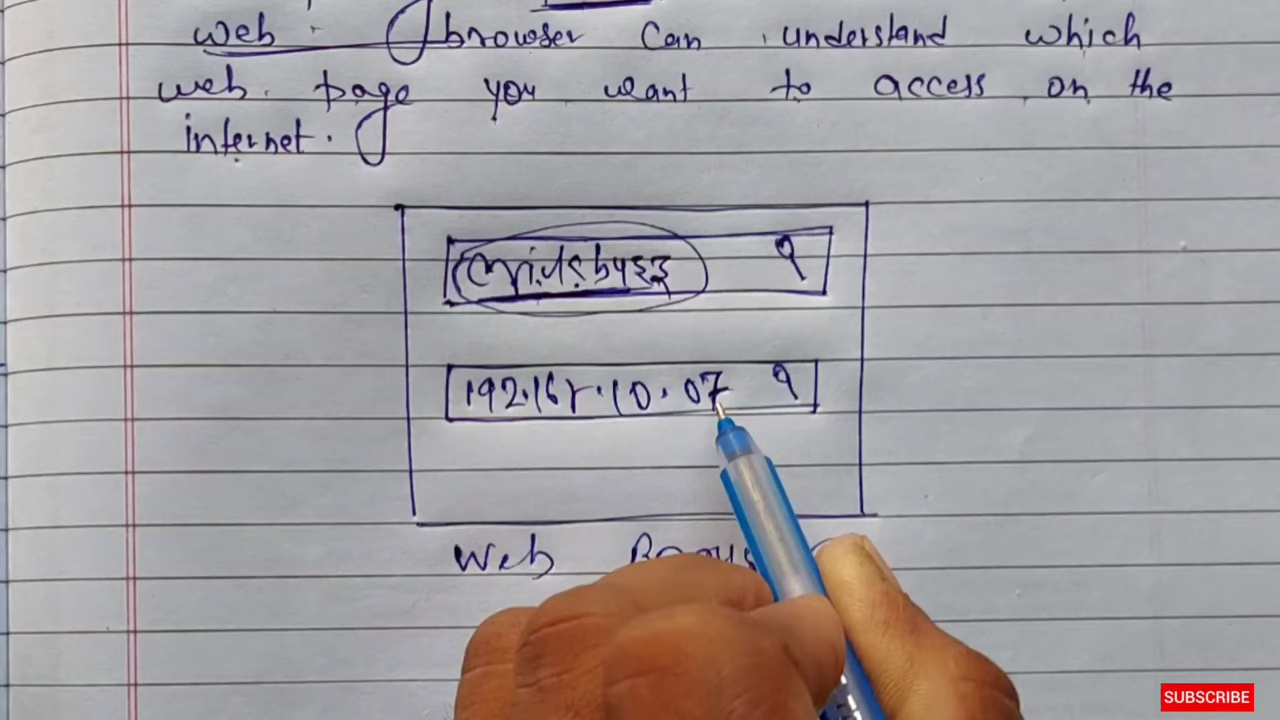 web. browser can understand which
web page you want to access on the
internet.
192.168.10.07
Web
SUBSCRIBE